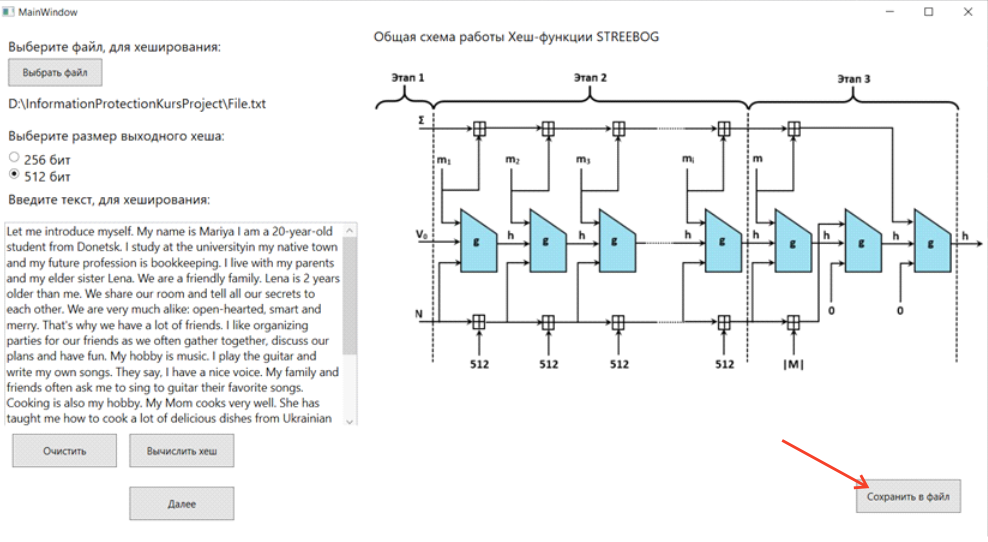 MainWindow
Выберите файл, для хеширования:
Выбрать файл
D:\InformationProtectionKursProject\File.txt
Выберите размер выходного хеша:
256 бит
512 бит
Введите текст, для хеширования:
Let me introduce myself. My name is Mariya I am a 20-year-old
student from Donetsk. I study at the universityin my native town
and my future profession is bookkeeping. I live with my parents
and my elder sister Lena. We are a friendly family. Lena is 2 years
older than me. We share our room and tell all our secrets to
each other. We are very much alike: open-hearted, smart and
merry. That's why we have a lot of friends. I like organizing
parties for our friends as we often gather together, discuss our
plans and have fun. My hobby is music. I play the guitar and
write my own songs. They say, I have a nice voice. My family and
friends often ask me to sing to guitar their favorite songs.
Cooking is also my hobby. My Mom cooks very well. She has
taught me how to cook a lot of delicious dishes from Ukrainian
Очистить
Вычислить хеш
Далее
Общая схема работы Хеш-функции STREEBOG
Этап 1 Этап 2 Этап 3
Σ
m₁ m₂ m₃ mᵢ m
V₀ g h g h g h g h g h g h g h
N
0 0
512 512 512 512 |M|
Сохранить в файл